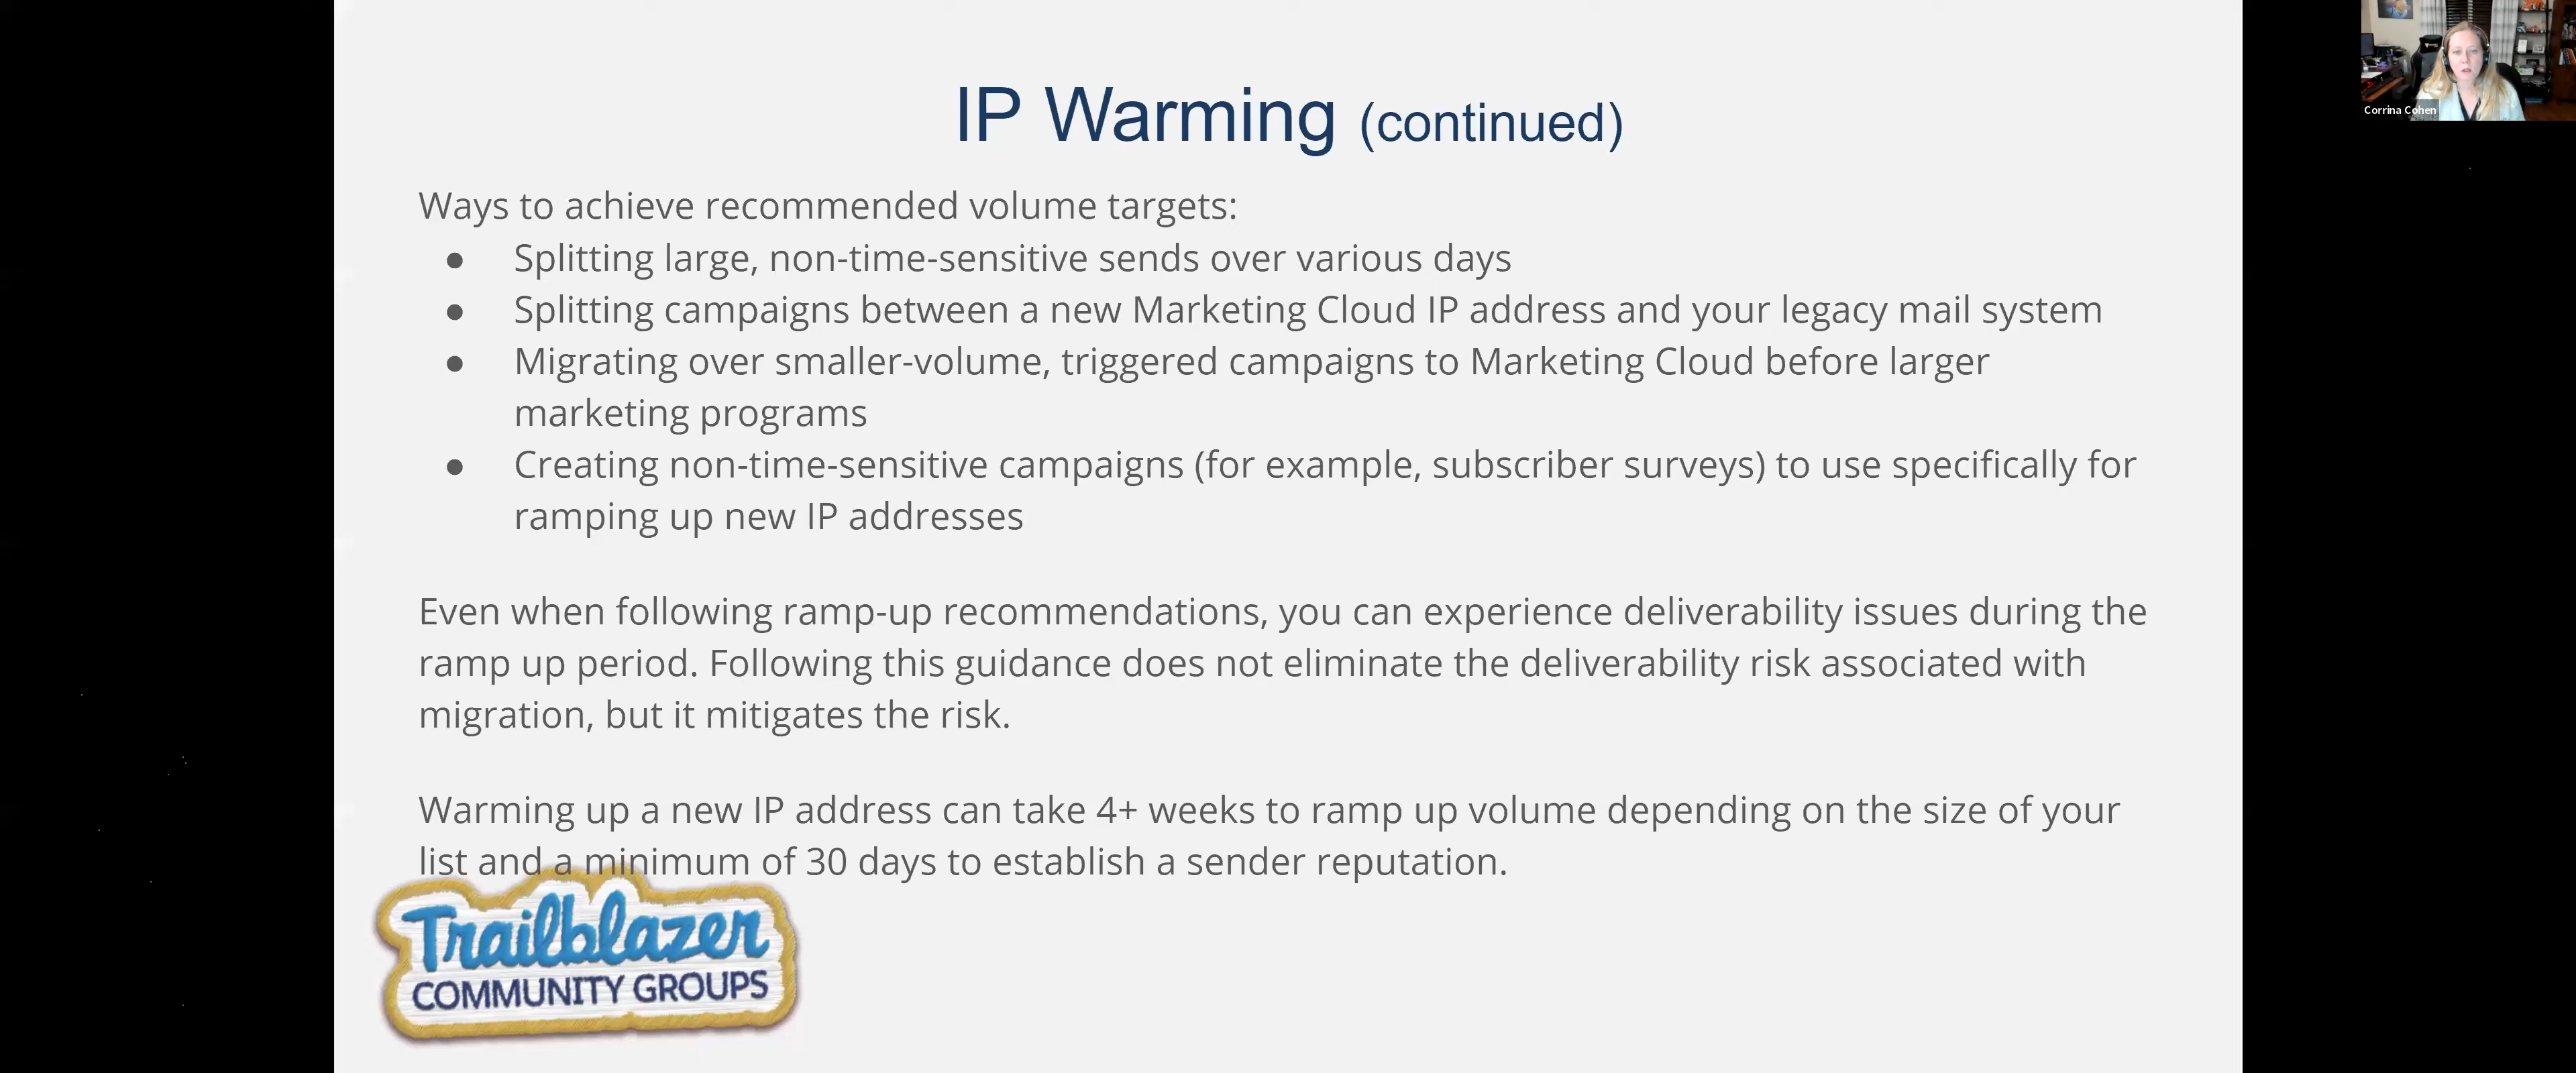 IP Warming (continued)
Corrina Cohen
Ways to achieve recommended volume targets:
● Splitting large, non-time-sensitive sends over various days
● Splitting campaigns between a new Marketing Cloud IP address and your legacy mail system
● Migrating over smaller-volume, triggered campaigns to Marketing Cloud before larger
marketing programs
● Creating non-time-sensitive campaigns (for example, subscriber surveys) to use specifically for
ramping up new IP addresses
Even when following ramp-up recommendations, you can experience deliverability issues during the
ramp up period. Following this guidance does not eliminate the deliverability risk associated with
migration, but it mitigates the risk.
Warming up a new IP address can take 4+ weeks to ramp up volume depending on the size of your
list and a minimum of 30 days to establish a sender reputation.
Trailblazer
COMMUNITY GROUPS